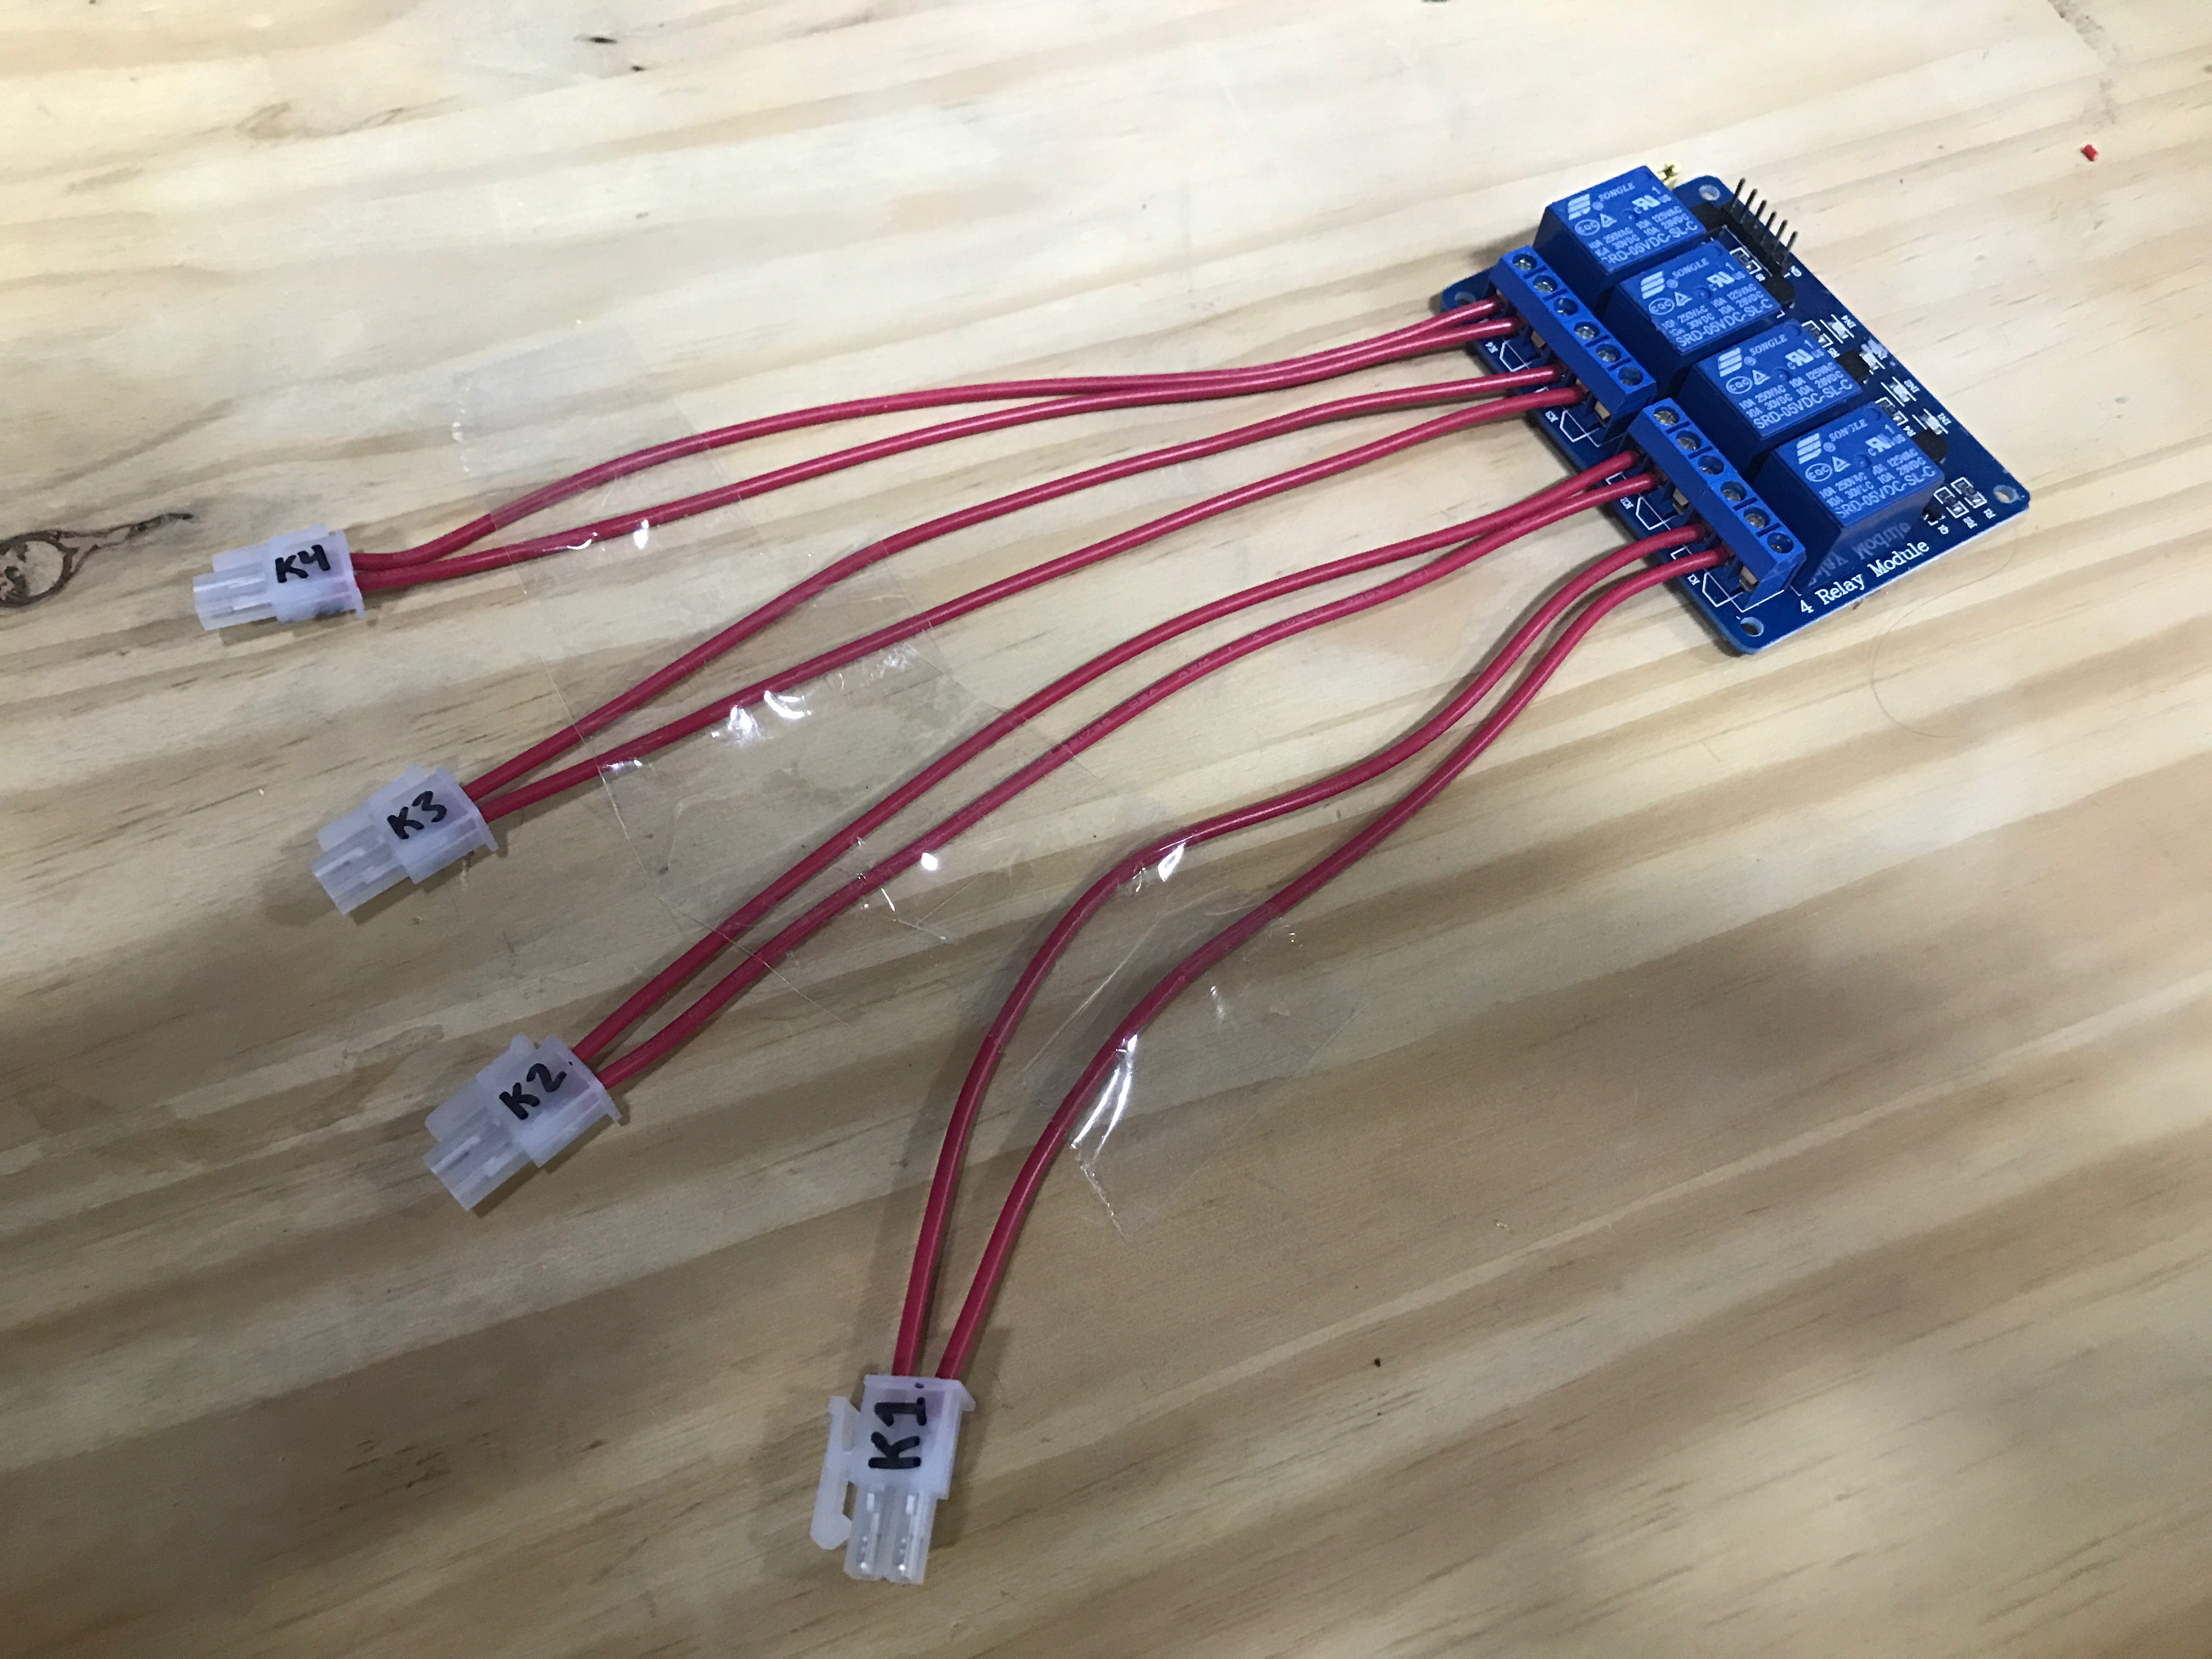 SONGLE
10A 250VAC 10A 125VAC
10A 30VDC 10A 28VDC
SRD-05VDC-SL-C
SONGLE
10A 250VAC 10A 125VAC
10A 30VDC 10A 28VDC
SRD-05VDC-SL-C
SONGLE
10A 250VAC 10A 125VAC
10A 30VDC 10A 28VDC
SRD-05VDC-SL-C
SONGLE
10A 250VAC 10A 125VAC
10A 30VDC 10A 28VDC
SRD-05VDC-SL-C
4 Relay Module
K4
K3
K2
K1